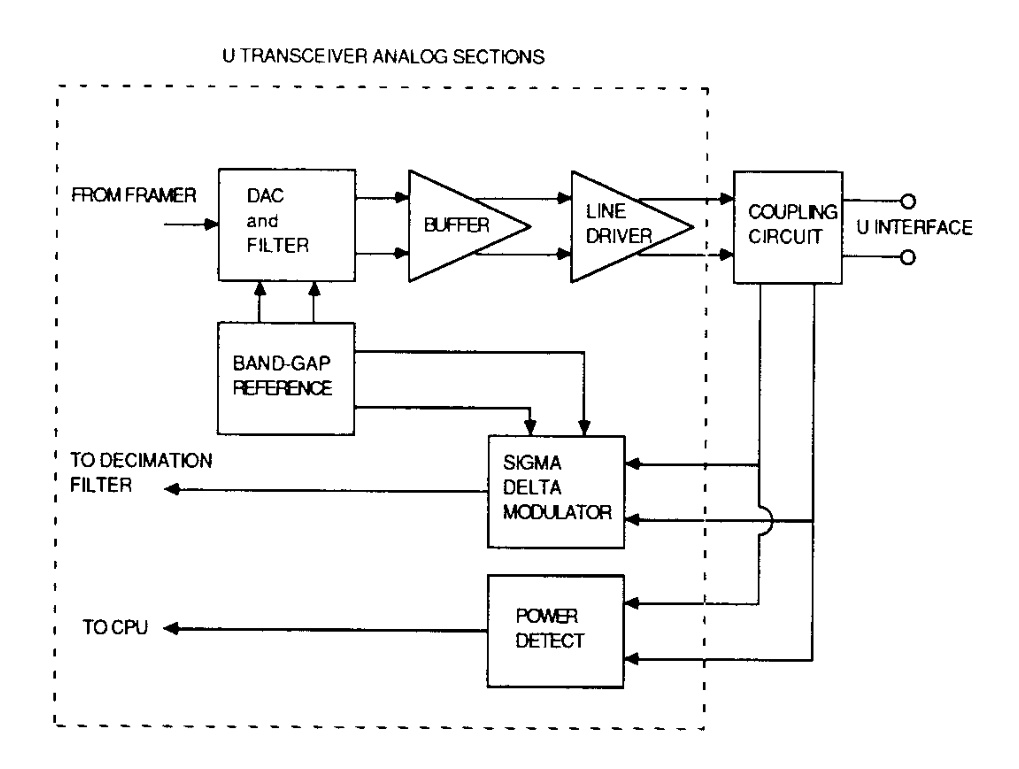 U TRANSCEIVER ANALOG SECTIONS
FROM FRAMER
DAC
and
FILTER
BUFFER
LINE
DRIVER
COUPLING
CIRCUIT
U INTERFACE
BAND-GAP
REFERENCE
TO DECIMATION
FILTER
SIGMA
DELTA
MODULATOR
TO CPU
POWER
DETECT